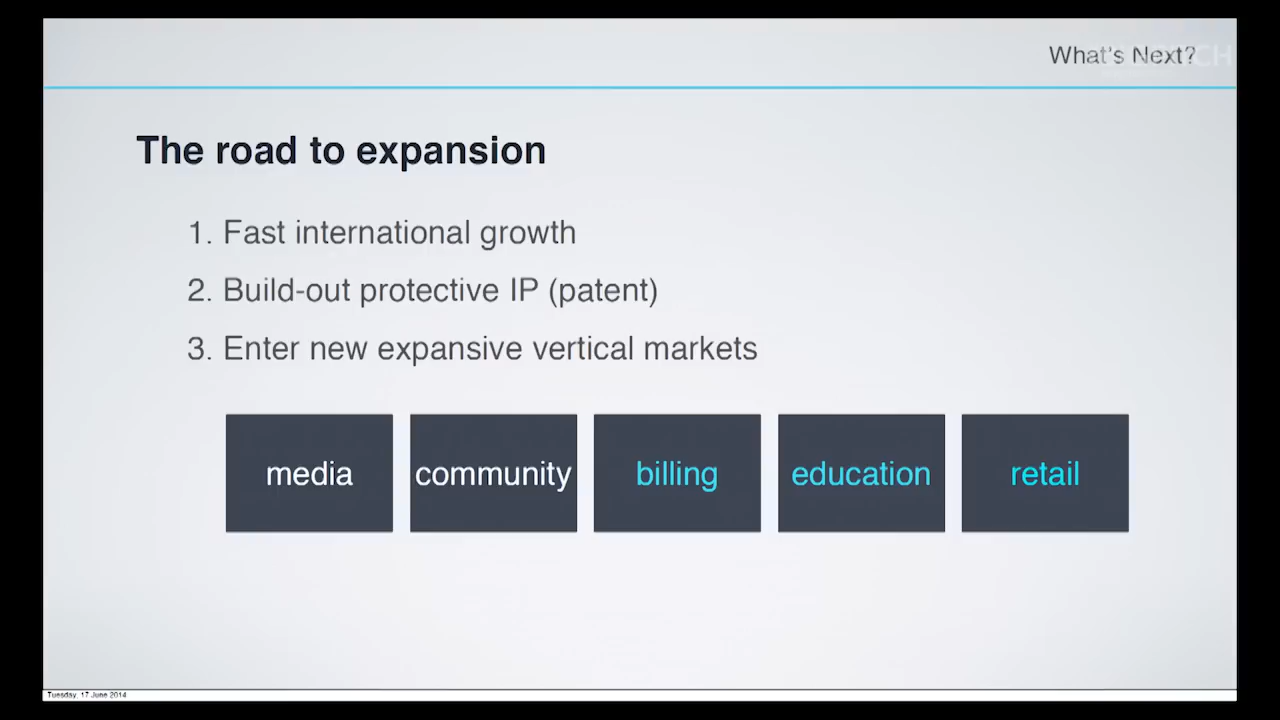 What's Next?
The road to expansion
1. Fast international growth
2. Build-out protective IP (patent)
3. Enter new expansive vertical markets
media community billing education retail
Tuesday, 17 June 2014